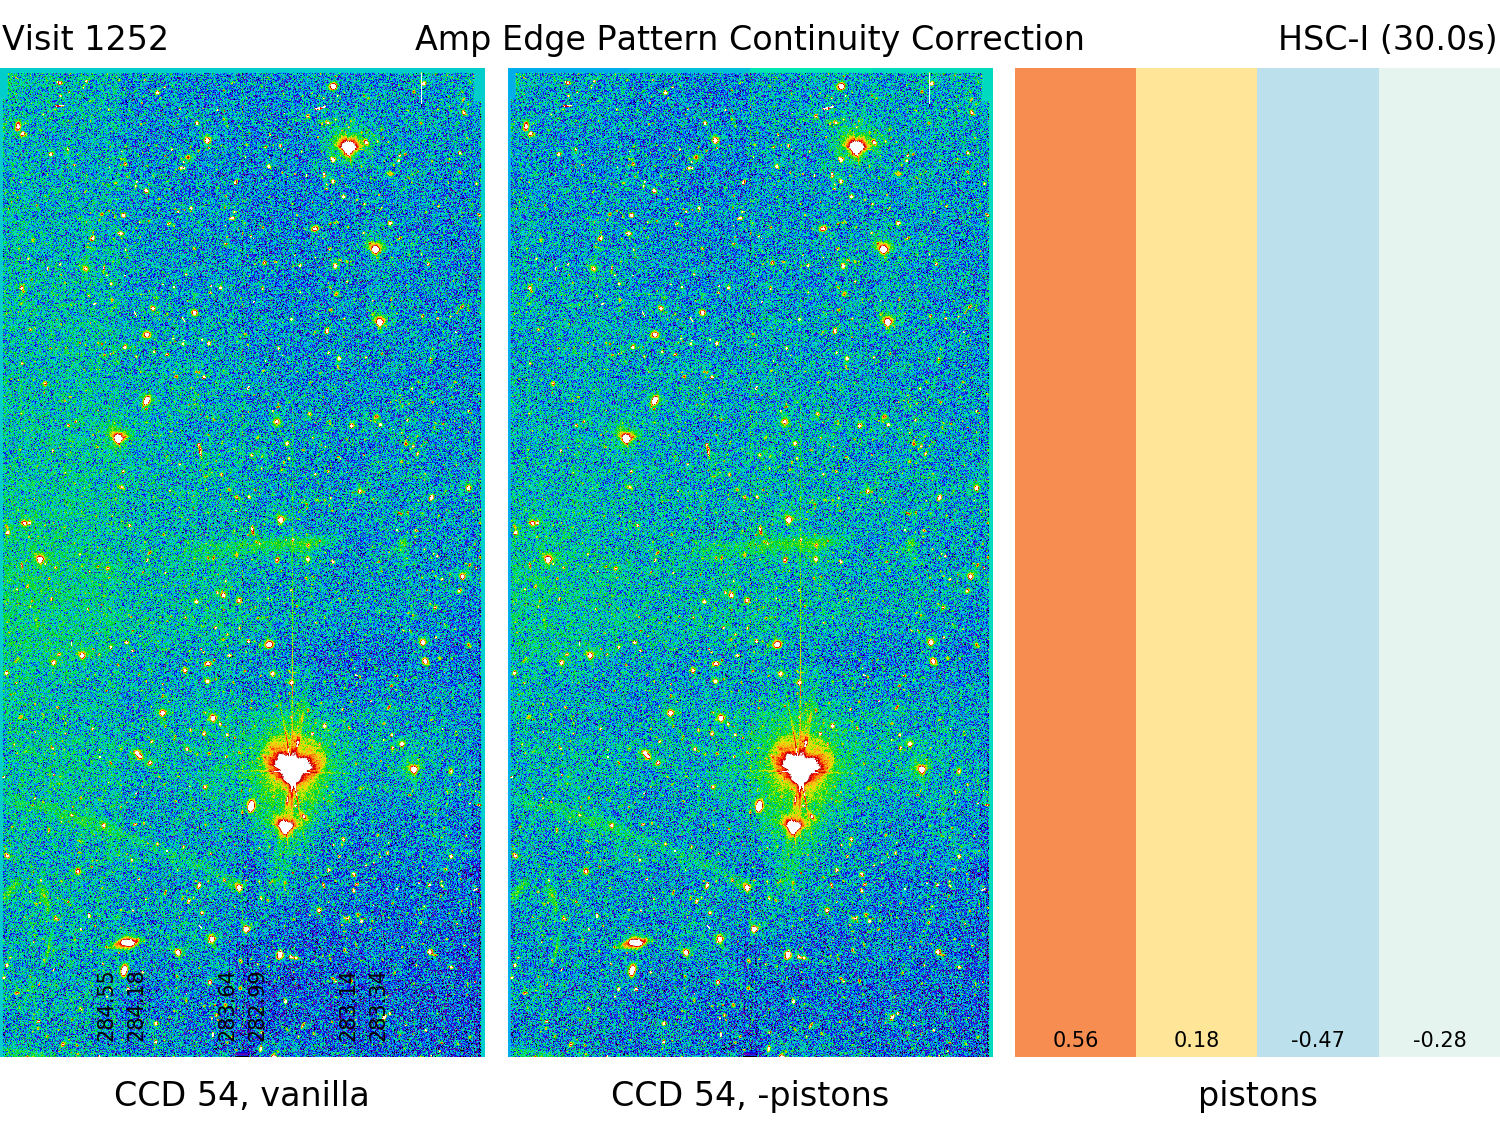 Visit 1252
Amp Edge Pattern Continuity Correction
HSC-I (30.0s)
284.55
284.18
283.64
282.99
283.14
283.34
0.56
0.18
-0.47
-0.28
CCD 54, vanilla
CCD 54, -pistons
pistons